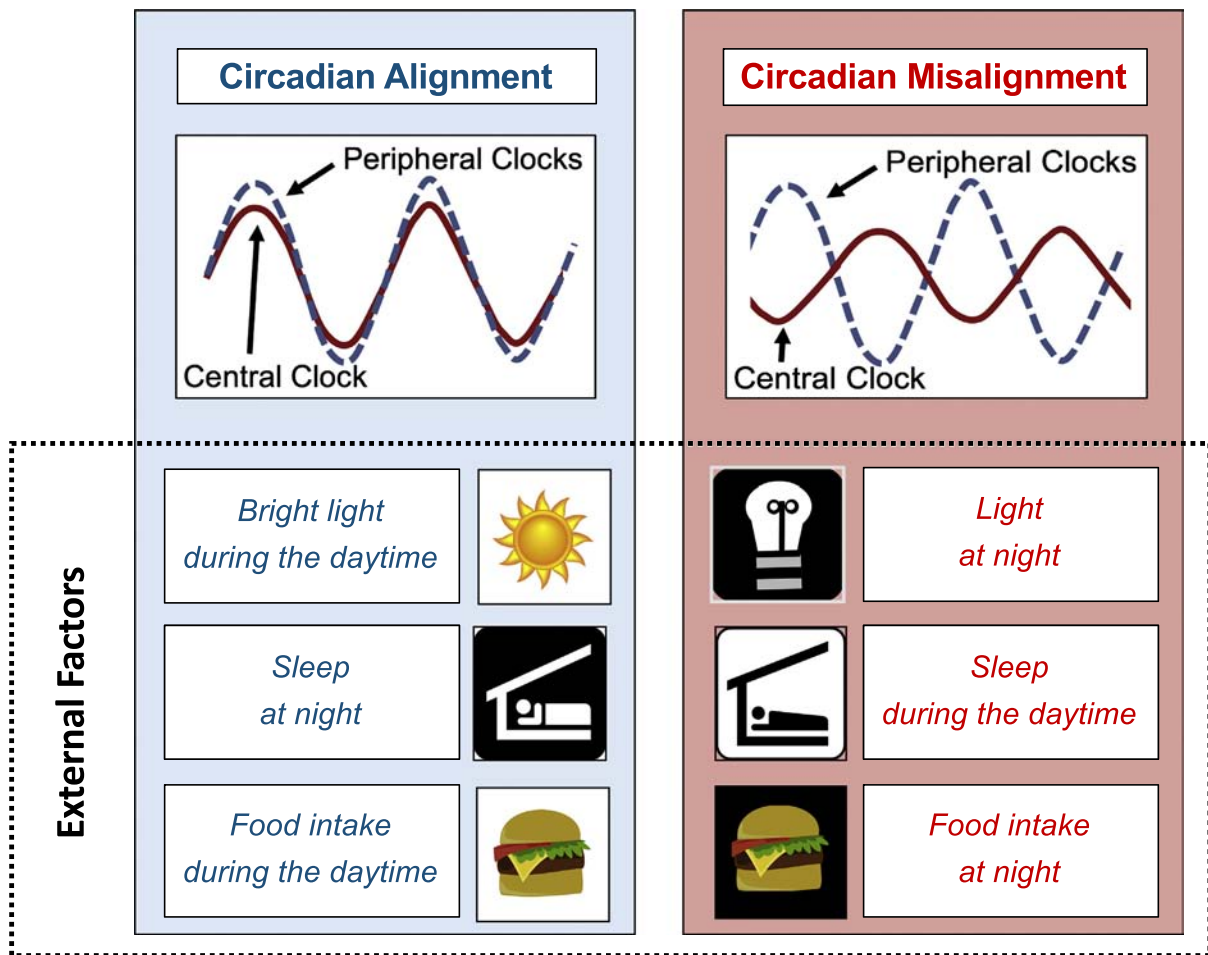 Circadian Alignment
Peripheral Clocks
Central Clock
Circadian Misalignment
Peripheral Clocks
Central Clock
External Factors
Bright light
during the daytime
Sleep
at night
Food intake
during the daytime
Light
at night
Sleep
during the daytime
Food intake
at night